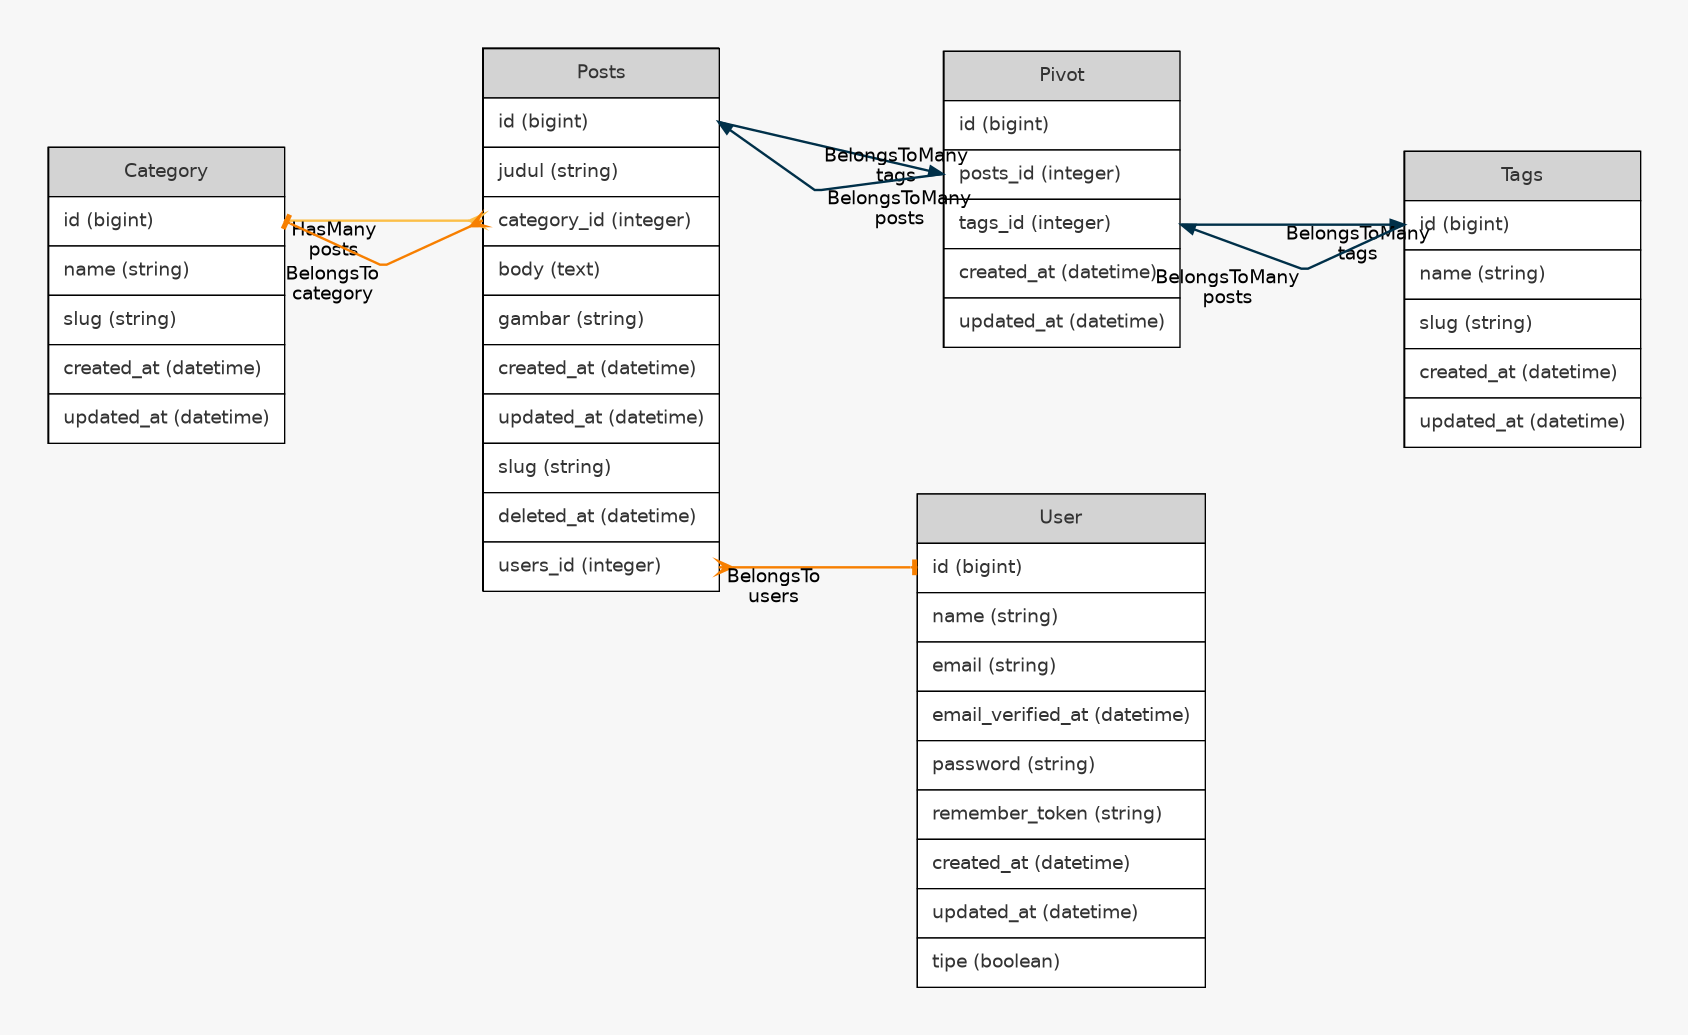 Category
id (bigint)
name (string)
slug (string)
created_at (datetime)
updated_at (datetime)
HasMany
posts
BelongsTo
category
Posts
id (bigint)
judul (string)
category_id (integer)
body (text)
gambar (string)
created_at (datetime)
updated_at (datetime)
slug (string)
deleted_at (datetime)
users_id (integer)
BelongsToMany
tags
BelongsToMany
posts
BelongsTo
users
Pivot
id (bigint)
posts_id (integer)
tags_id (integer)
created_at (datetime)
updated_at (datetime)
BelongsToMany
tags
BelongsToMany
posts
Tags
id (bigint)
name (string)
slug (string)
created_at (datetime)
updated_at (datetime)
User
id (bigint)
name (string)
email (string)
email_verified_at (datetime)
password (string)
remember_token (string)
created_at (datetime)
updated_at (datetime)
tipe (boolean)